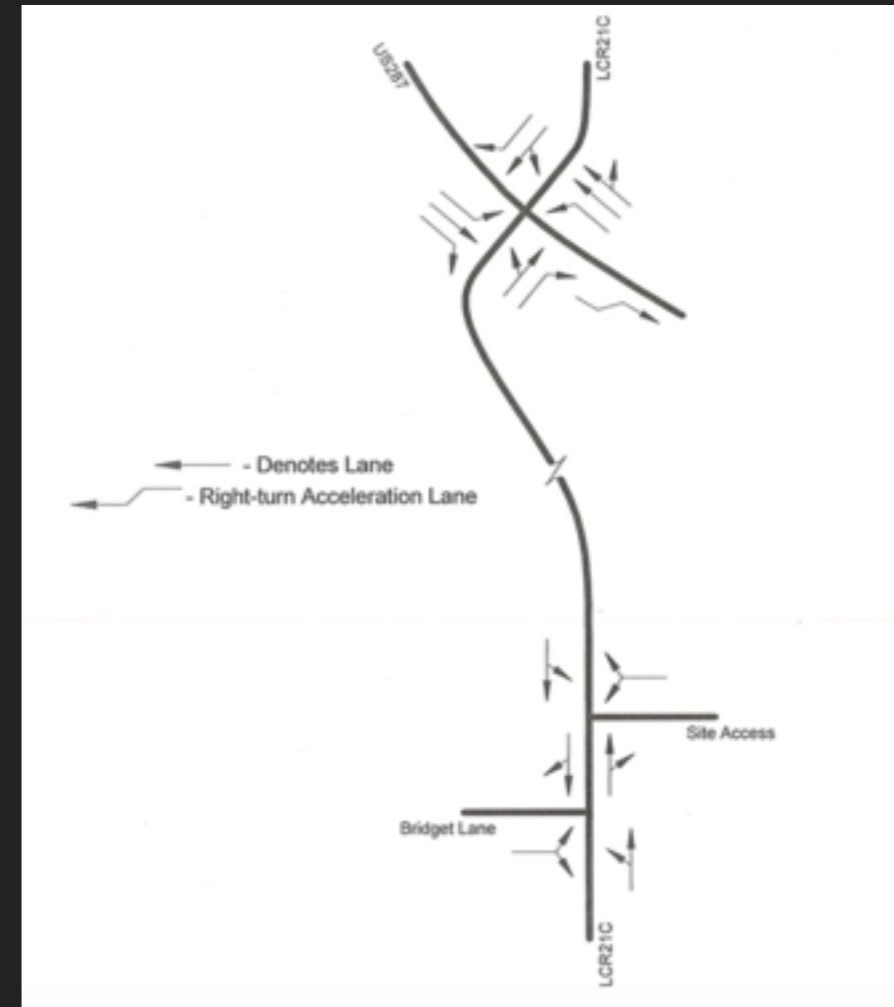 US287
LCR21C
- Denotes Lane
- Right-turn Acceleration Lane
Site Access
Bridget Lane
LCR21C